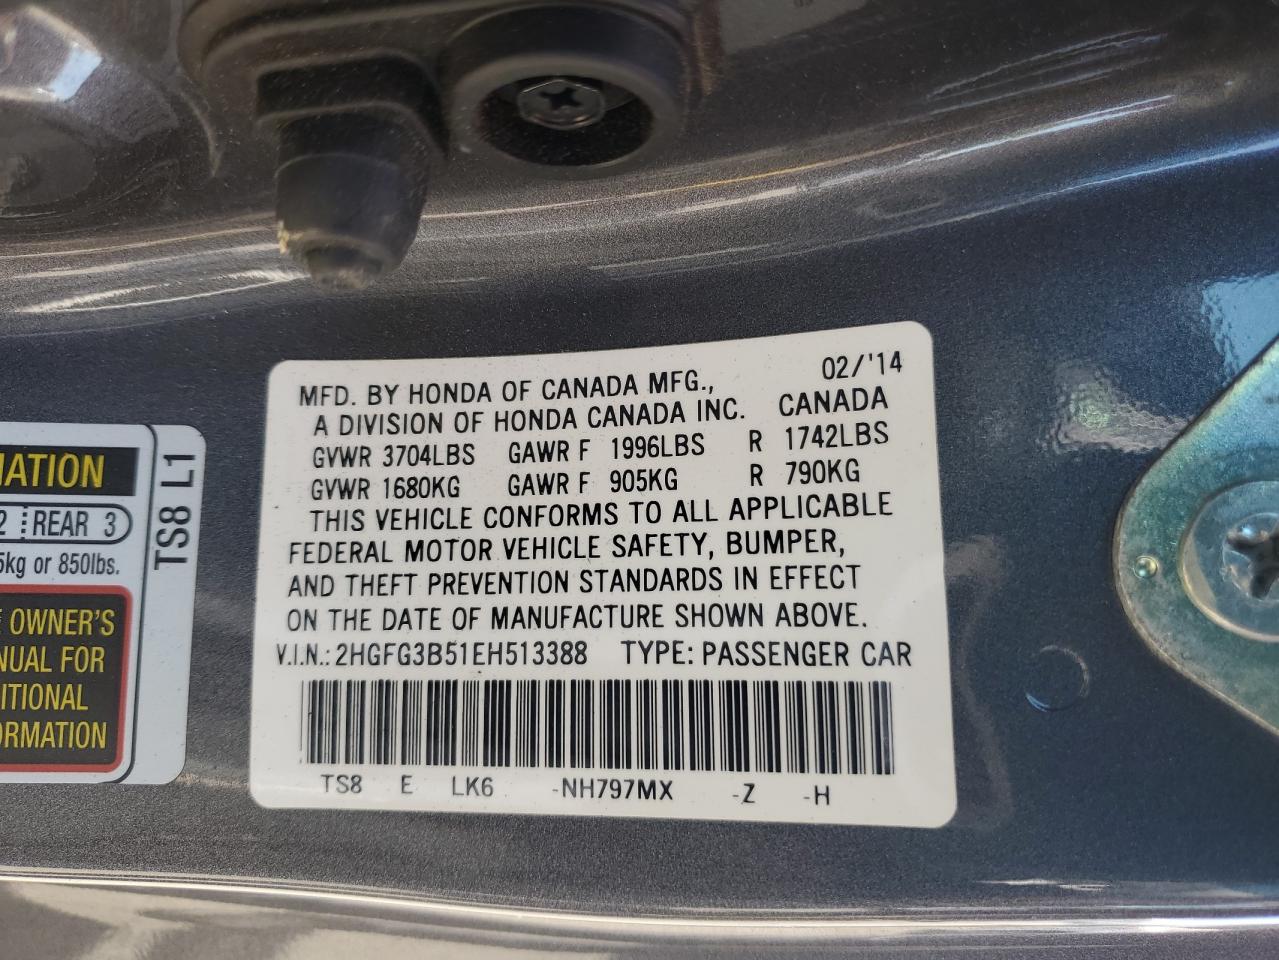 02/'14
MFD. BY HONDA OF CANADA MFG.,
A DIVISION OF HONDA CANADA INC. CANADA
GVWR 3704LBS GAWR F 1996LBS R 1742LBS
GVWR 1680KG GAWR F 905KG R 790KG
THIS VEHICLE CONFORMS TO ALL APPLICABLE
FEDERAL MOTOR VEHICLE SAFETY, BUMPER,
AND THEFT PREVENTION STANDARDS IN EFFECT
ON THE DATE OF MANUFACTURE SHOWN ABOVE.
V.I.N.: 2HGFG3B51EH513388 TYPE: PASSENGER CAR
TS8 E LK6 -NH797MX -Z -H
MATION
2 REAR 3
5kg or 850lbs.
OWNER'S
NUAL FOR
ITIONAL
ORMATION
TS8 L1